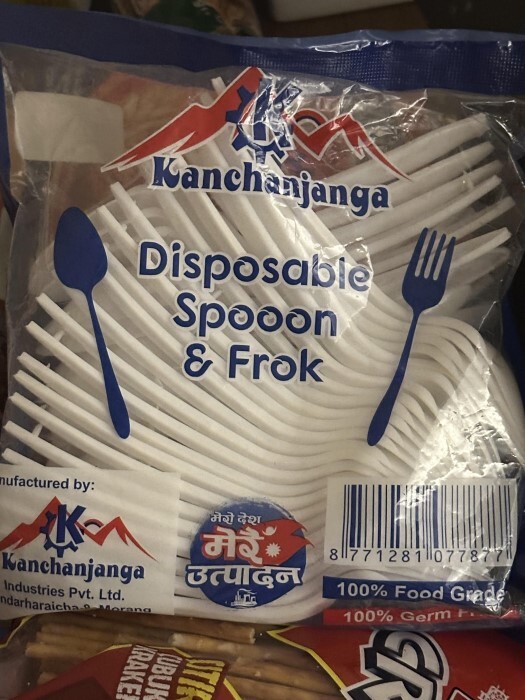 K
Kanchanjanga
Disposable
Spooon
& Frok
nufactured by:
K
Kanchanjanga
Industries Pvt. Ltd.
ndarharaicha-8, Morang
मेरो देश
मेरै
उत्पादन
8 771281 077877
100% Food Grade
100% Germ